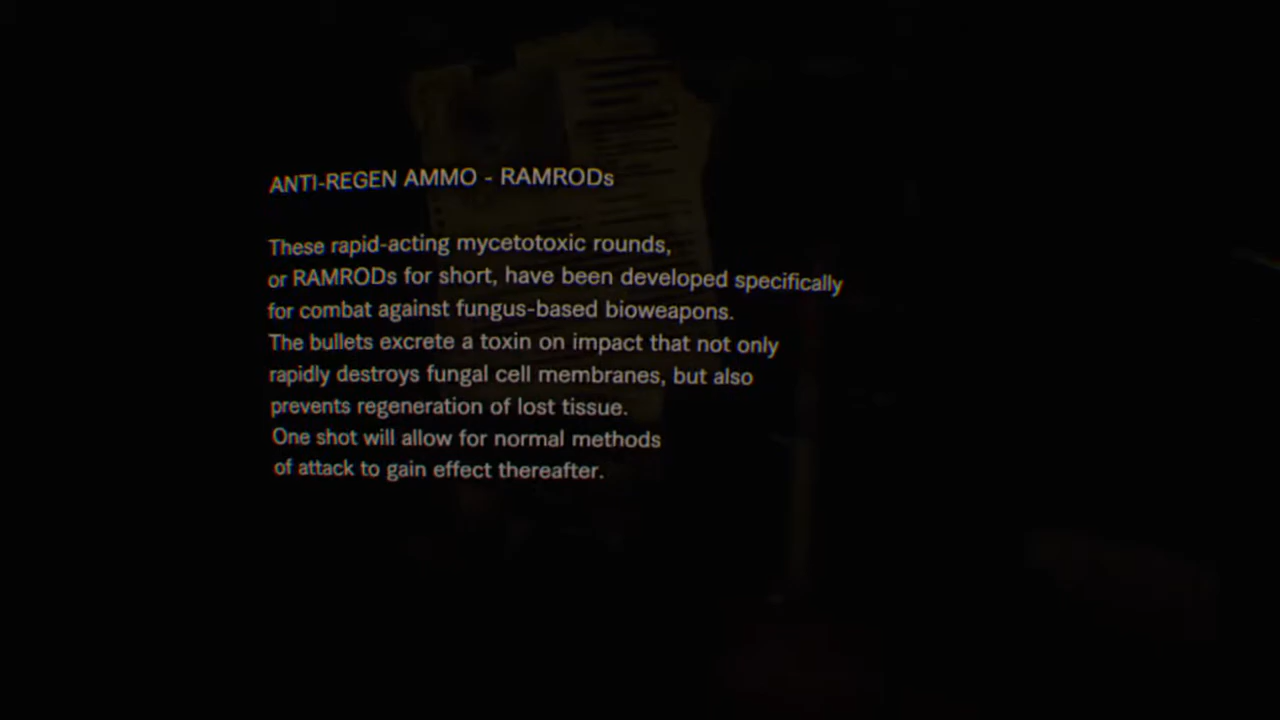 ANTI-REGEN AMMO - RAMRODs
These rapid-acting mycetotoxic rounds,
or RAMRODs for short, have been developed specifically
for combat against fungus-based bioweapons.
The bullets excrete a toxin on impact that not only
rapidly destroys fungal cell membranes, but also
prevents regeneration of lost tissue.
One shot will allow for normal methods
of attack to gain effect thereafter.